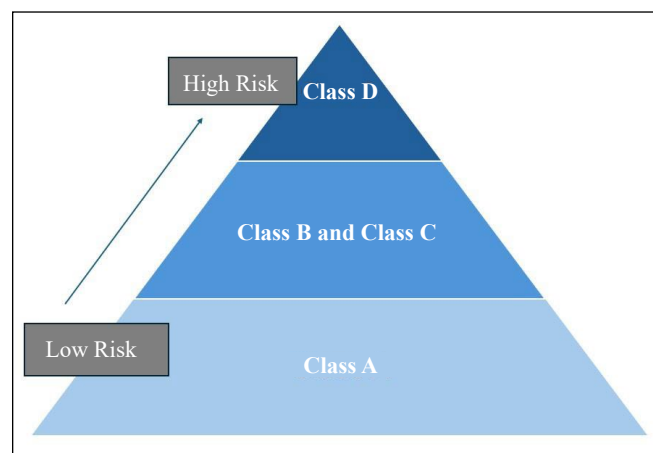 High Risk
Class D
Class B and Class C
Low Risk
Class A